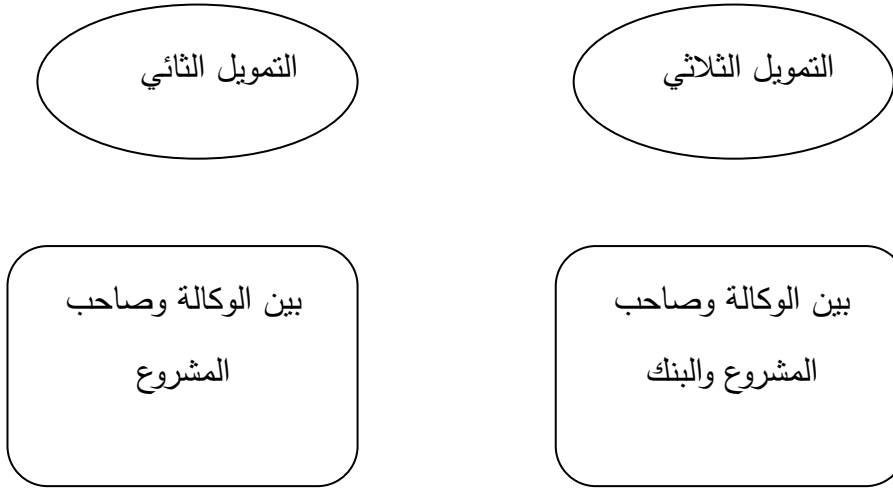 التمويل الثلاثي
التمويل الثائي
بين الوكالة وصاحب
المشروع والبنك
بين الوكالة وصاحب
المشروع